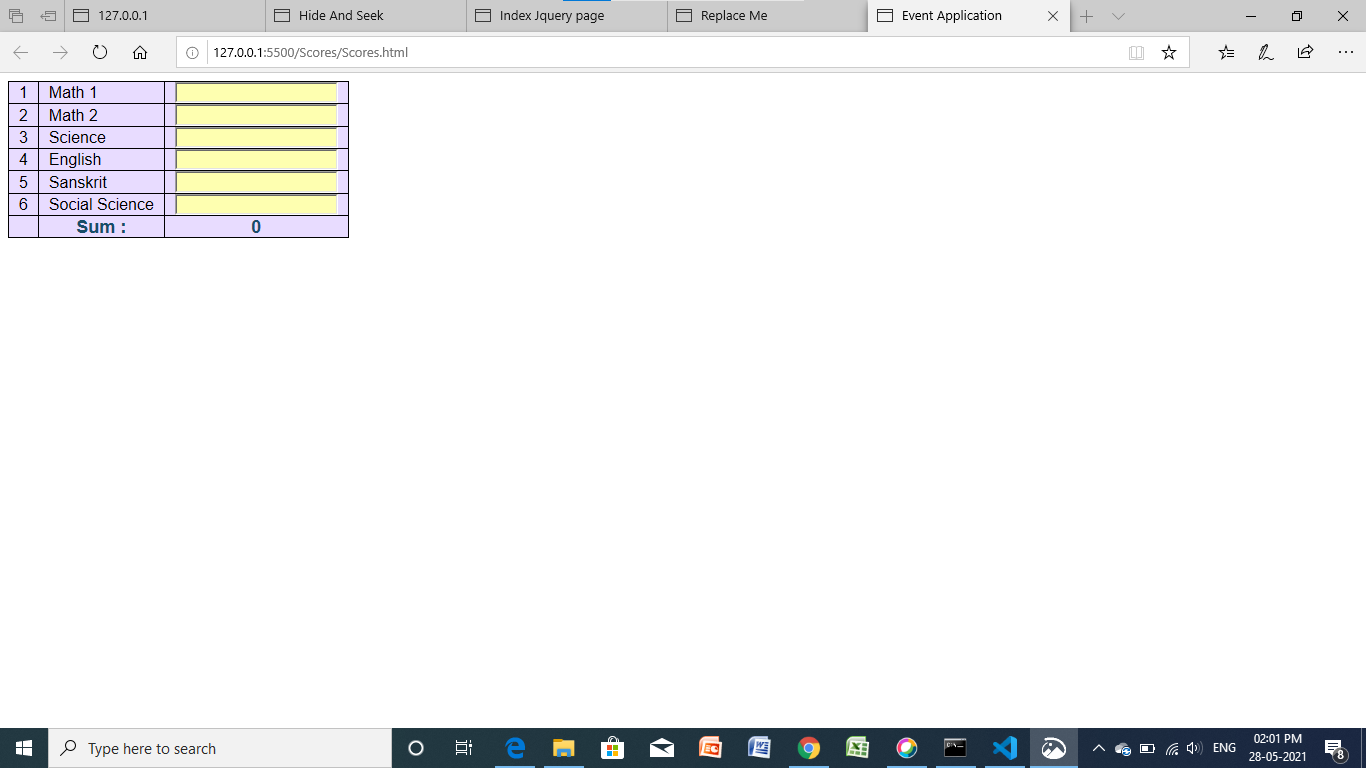 127.0.0.1
Hide And Seek
Index Jquery page
Replace Me
Event Application
127.0.0.1:5500/Scores/Scores.html
1 Math 1
2 Math 2
3 Science
4 English
5 Sanskrit
6 Social Science
Sum : 0
Type here to search
ENG
02:01 PM
28-05-2021
8